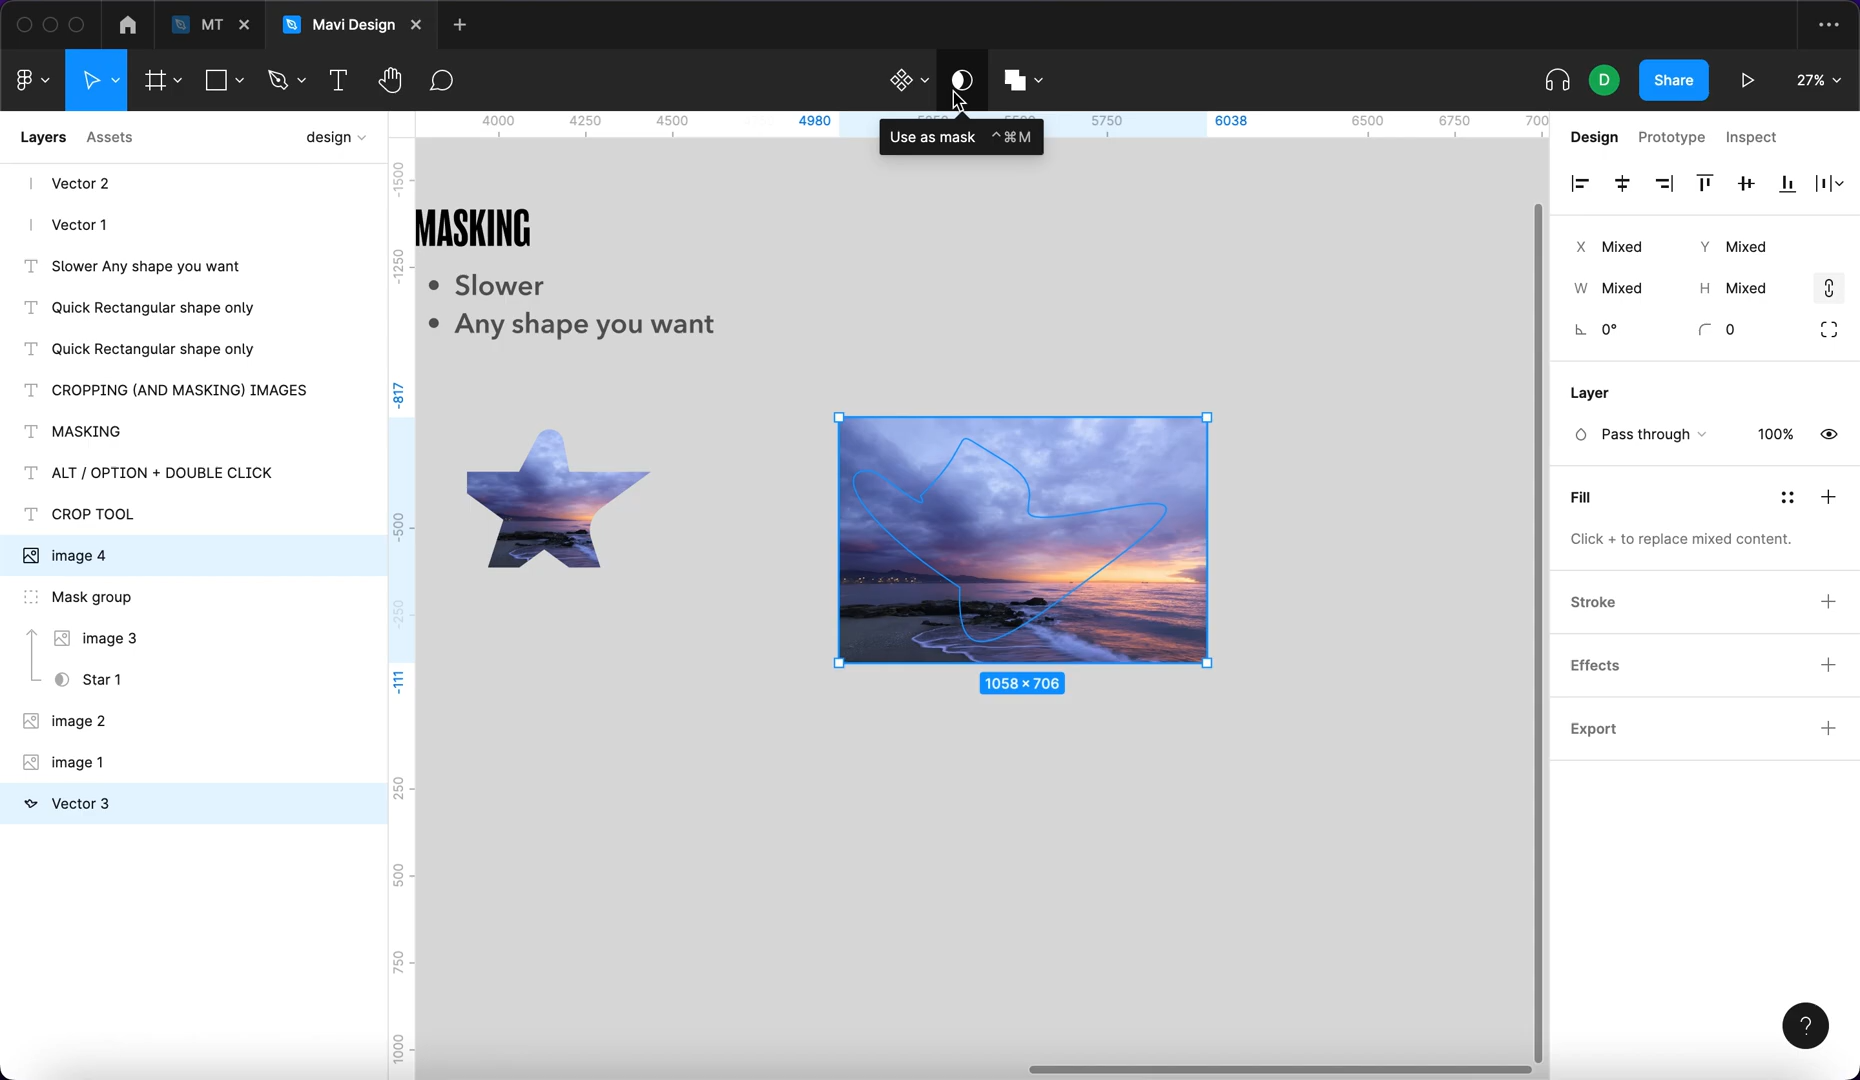 MT
Mavi Design
T
D
Share
27%
Layers
Assets
design
4000
4250
4500
4980
5750
6038
6500
6750
700
Use as mask ^⌘M
Design
Prototype
Inspect
Vector 2
Vector 1
Slower Any shape you want
Quick Rectangular shape only
Quick Rectangular shape only
CROPPING (AND MASKING) IMAGES
MASKING
ALT / OPTION + DOUBLE CLICK
CROP TOOL
image 4
Mask group
image 3
Star 1
image 2
image 1
Vector 3
-1500
-1250
-817
-500
-250
-111
250
500
750
1000
MASKING
• Slower
• Any shape you want
1058 × 706
X Mixed Y Mixed
W Mixed H Mixed
0° 0
Layer
Pass through 100%
Fill
Click + to replace mixed content.
Stroke
Effects
Export
?